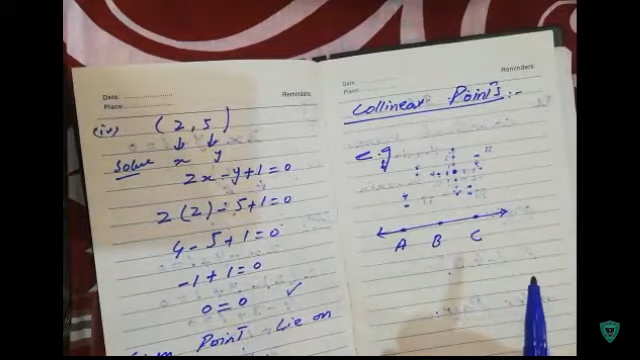 Date:
Place:
Reminders:
(iv) (2, 5)
Solve x y
2x - y + 1 = 0
2(2) - 5 + 1 = 0
4 - 5 + 1 = 0
-1 + 1 = 0
0 = 0 ✓
Point Lie on
Date:
Place:
Reminders
Collinear Points :-
e.g
A B C